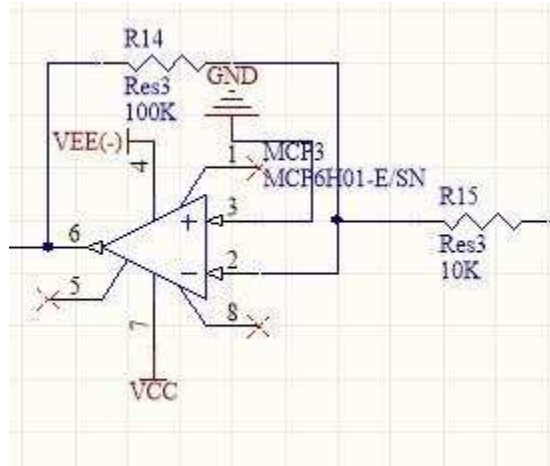 R14
GND
Res3
100K
VEE(-)
4
1
MCP3
MCP6H01-E/SN
3
R15
6
+
Res3
10K
2
−
5
8
7
VCC